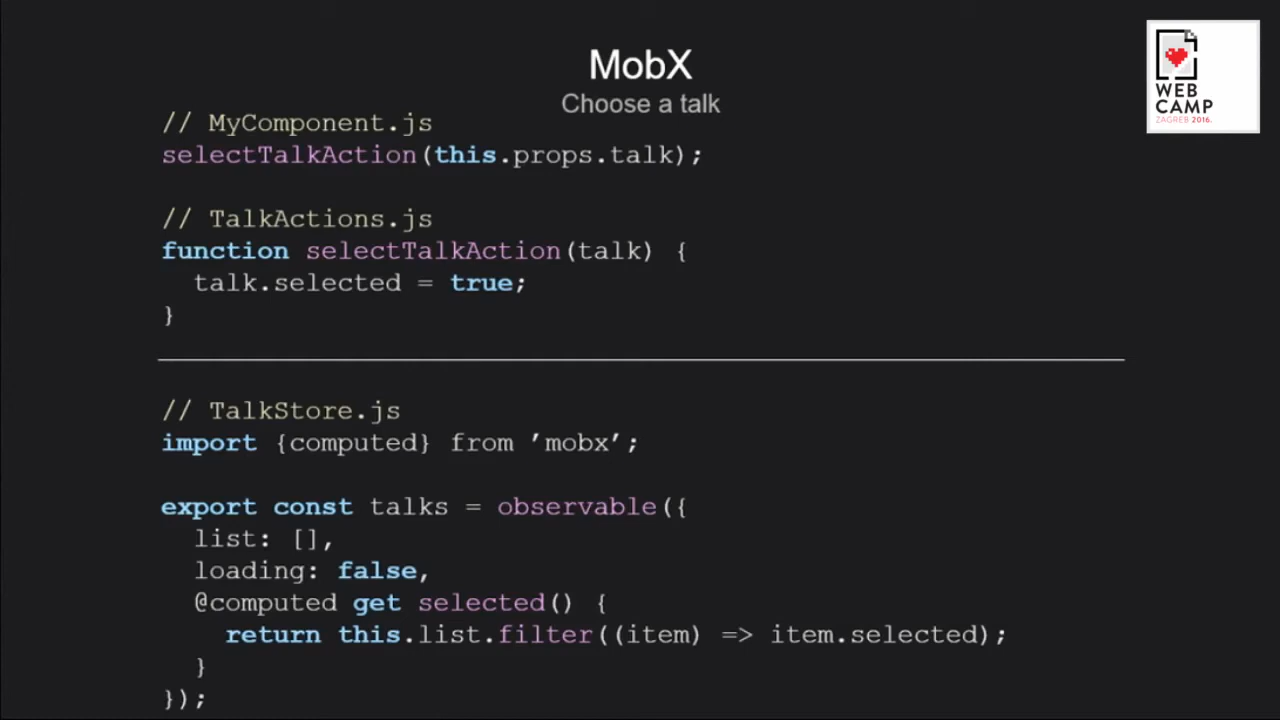 MobX
Choose a talk
WEB
CAMP
ZAGREB 2016.
// MyComponent.js
selectTalkAction(this.props.talk);
// TalkActions.js
function selectTalkAction(talk) {
  talk.selected = true;
}
// TalkStore.js
import {computed} from 'mobx';
export const talks = observable({
  list: [],
  loading: false,
  @computed get selected() {
    return this.list.filter((item) => item.selected);
  }
});